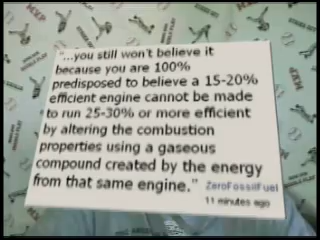 "...you still won't believe it
because you are 100%
predisposed to believe a 15-20%
efficient engine cannot be made
to run 25-30% or more efficient
by altering the combustion
properties using a gaseous
compound created by the energy
from that same engine." ZeroFossilFuel
11 minutes ago